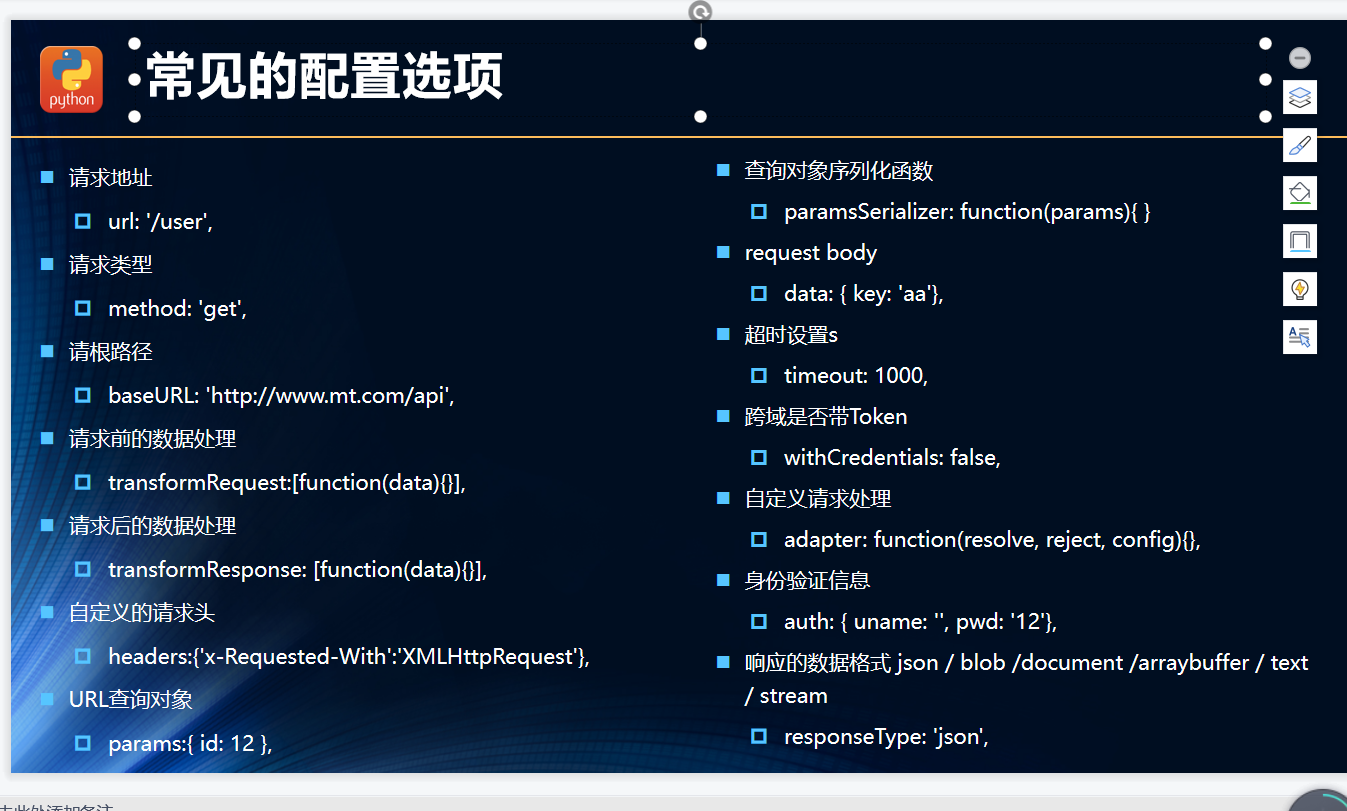 python
常见的配置选项
请求地址
url: '/user',
请求类型
method: 'get',
请根路径
baseURL: 'http://www.mt.com/api',
请求前的数据处理
transformRequest:[function(data){}],
请求后的数据处理
transformResponse: [function(data){}],
自定义的请求头
headers:{'x-Requested-With':'XMLHttpRequest'},
URL查询对象
params:{ id: 12 },
查询对象序列化函数
paramsSerializer: function(params){ }
request body
data: { key: 'aa'},
超时设置s
timeout: 1000,
跨域是否带Token
withCredentials: false,
自定义请求处理
adapter: function(resolve, reject, config){},
身份验证信息
auth: { uname: '', pwd: '12'},
响应的数据格式 json / blob /document /arraybuffer / text
/ stream
responseType: 'json',